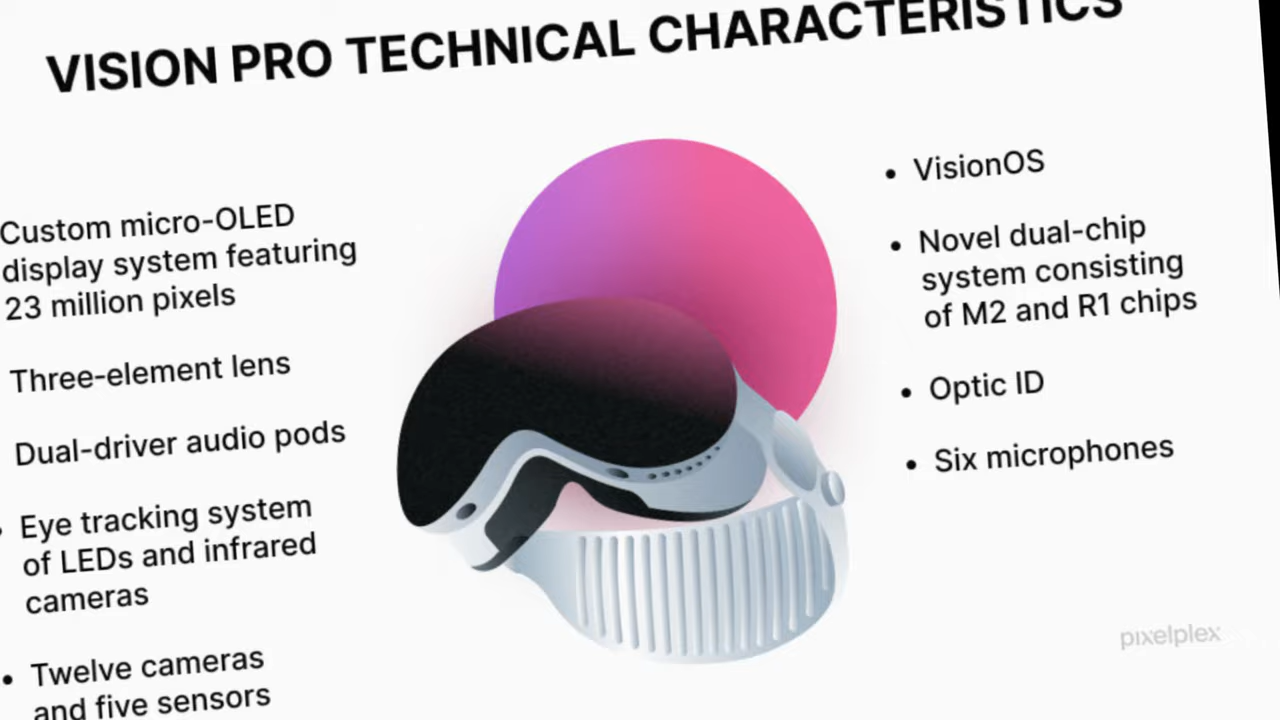 VISION PRO TECHNICAL CHARACTERISTICS
Custom micro-OLED
display system featuring
23 million pixels
Three-element lens
Dual-driver audio pods
• Eye tracking system
of LEDs and infrared
cameras
• Twelve cameras
and five sensors
• VisionOS
• Novel dual-chip
system consisting
of M2 and R1 chips
• Optic ID
• Six microphones
pixelplex